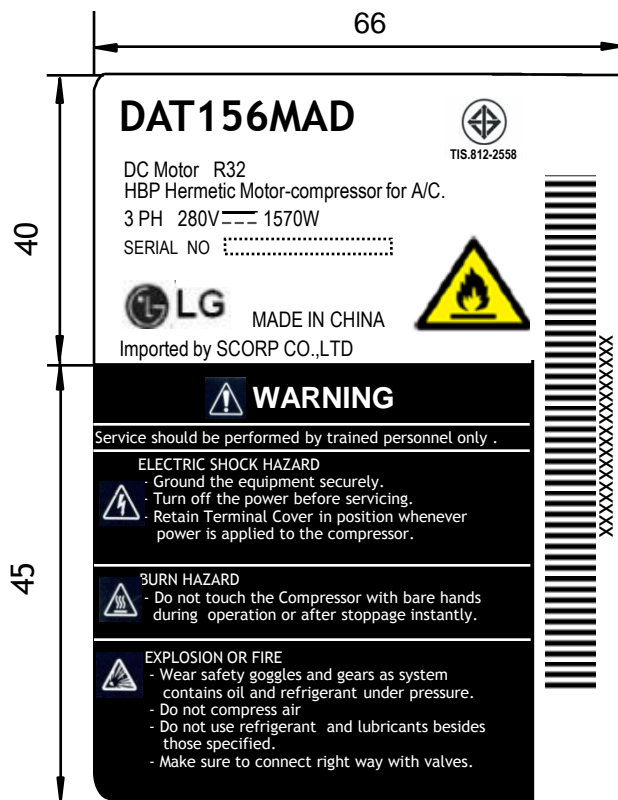 66
40
45
DAT156MAD
TIS.812-2558
DC Motor R32
HBP Hermetic Motor-compressor for A/C.
3 PH 280V 1570W
SERIAL NO
LG
MADE IN CHINA
Imported by SCORP CO.,LTD
WARNING
Service should be performed by trained personnel only .
ELECTRIC SHOCK HAZARD
- Ground the equipment securely.
- Turn off the power before servicing.
- Retain Terminal Cover in position whenever
power is applied to the compressor.
BURN HAZARD
- Do not touch the Compressor with bare hands
during operation or after stoppage instantly.
EXPLOSION OR FIRE
- Wear safety goggles and gears as system
contains oil and refrigerant under pressure.
- Do not compress air
- Do not use refrigerant and lubricants besides
those specified.
- Make sure to connect right way with valves.
XXXXXXXXXXXXXXXXX